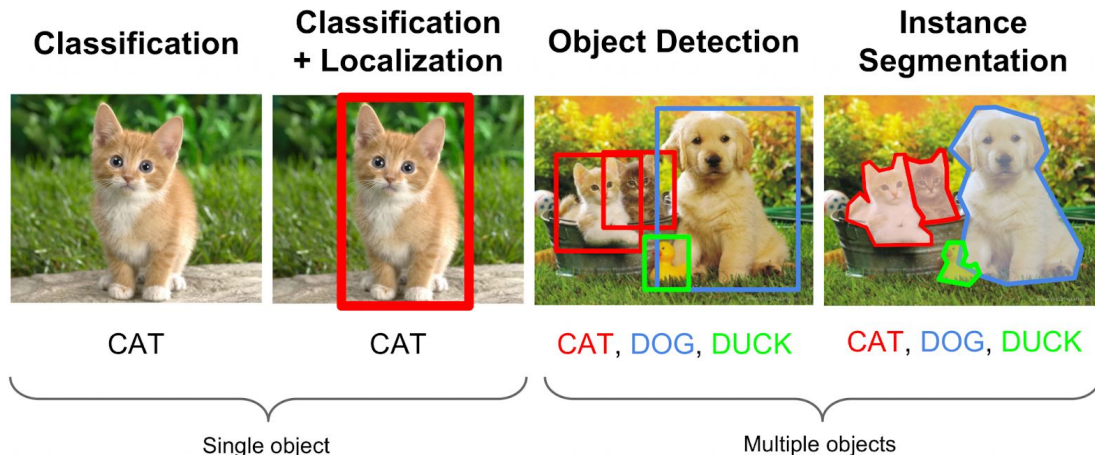 Classification
Classification
+ Localization
Object Detection
Instance
Segmentation
CAT
CAT
CAT, DOG, DUCK
CAT, DOG, DUCK
Single object
Multiple objects